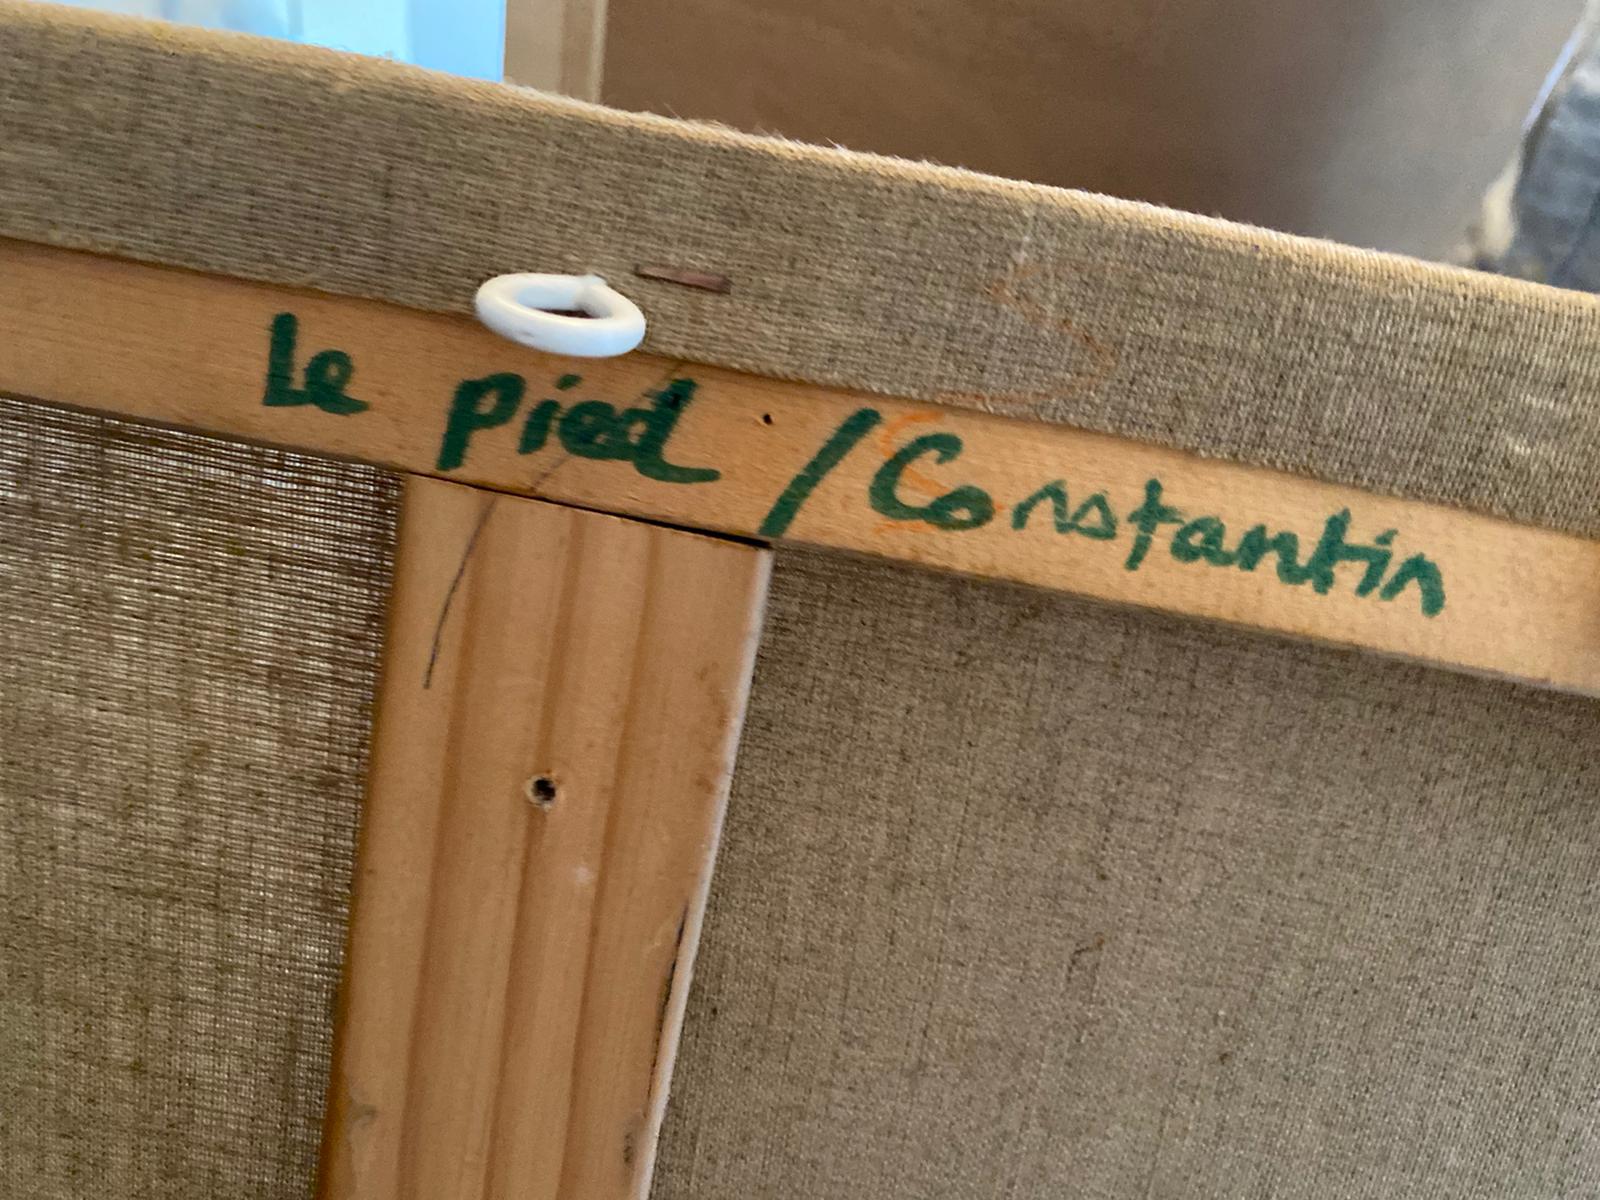 le pied / Constantin